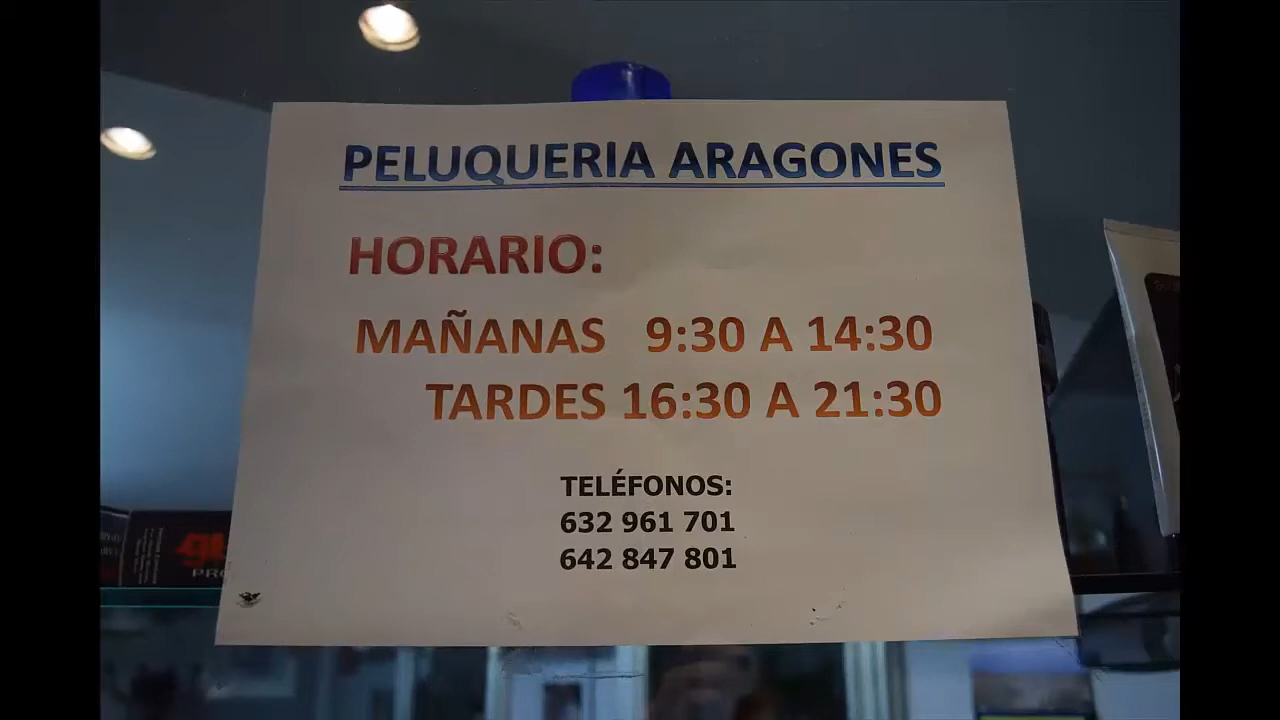 PELUQUERIA ARAGONES
HORARIO:
MAÑANAS 9:30 A 14:30
TARDES 16:30 A 21:30
TELÉFONOS:
632 961 701
642 847 801